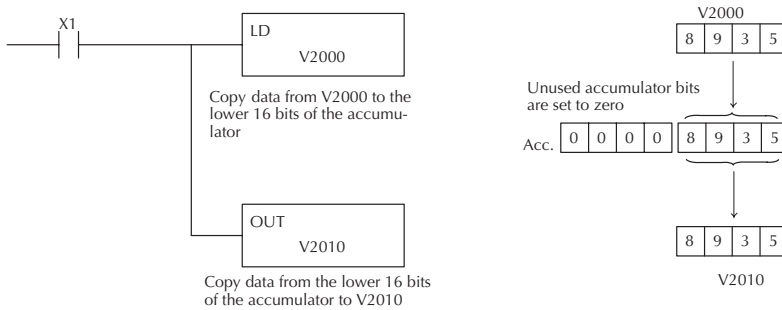 X1
LD
V2000
Copy data from V2000 to the
lower 16 bits of the accumu-
lator
OUT
V2010
Copy data from the lower 16 bits
of the accumulator to V2010
V2000
8 9 3 5
Unused accumulator bits
are set to zero
Acc. 0 0 0 0 8 9 3 5
8 9 3 5
V2010